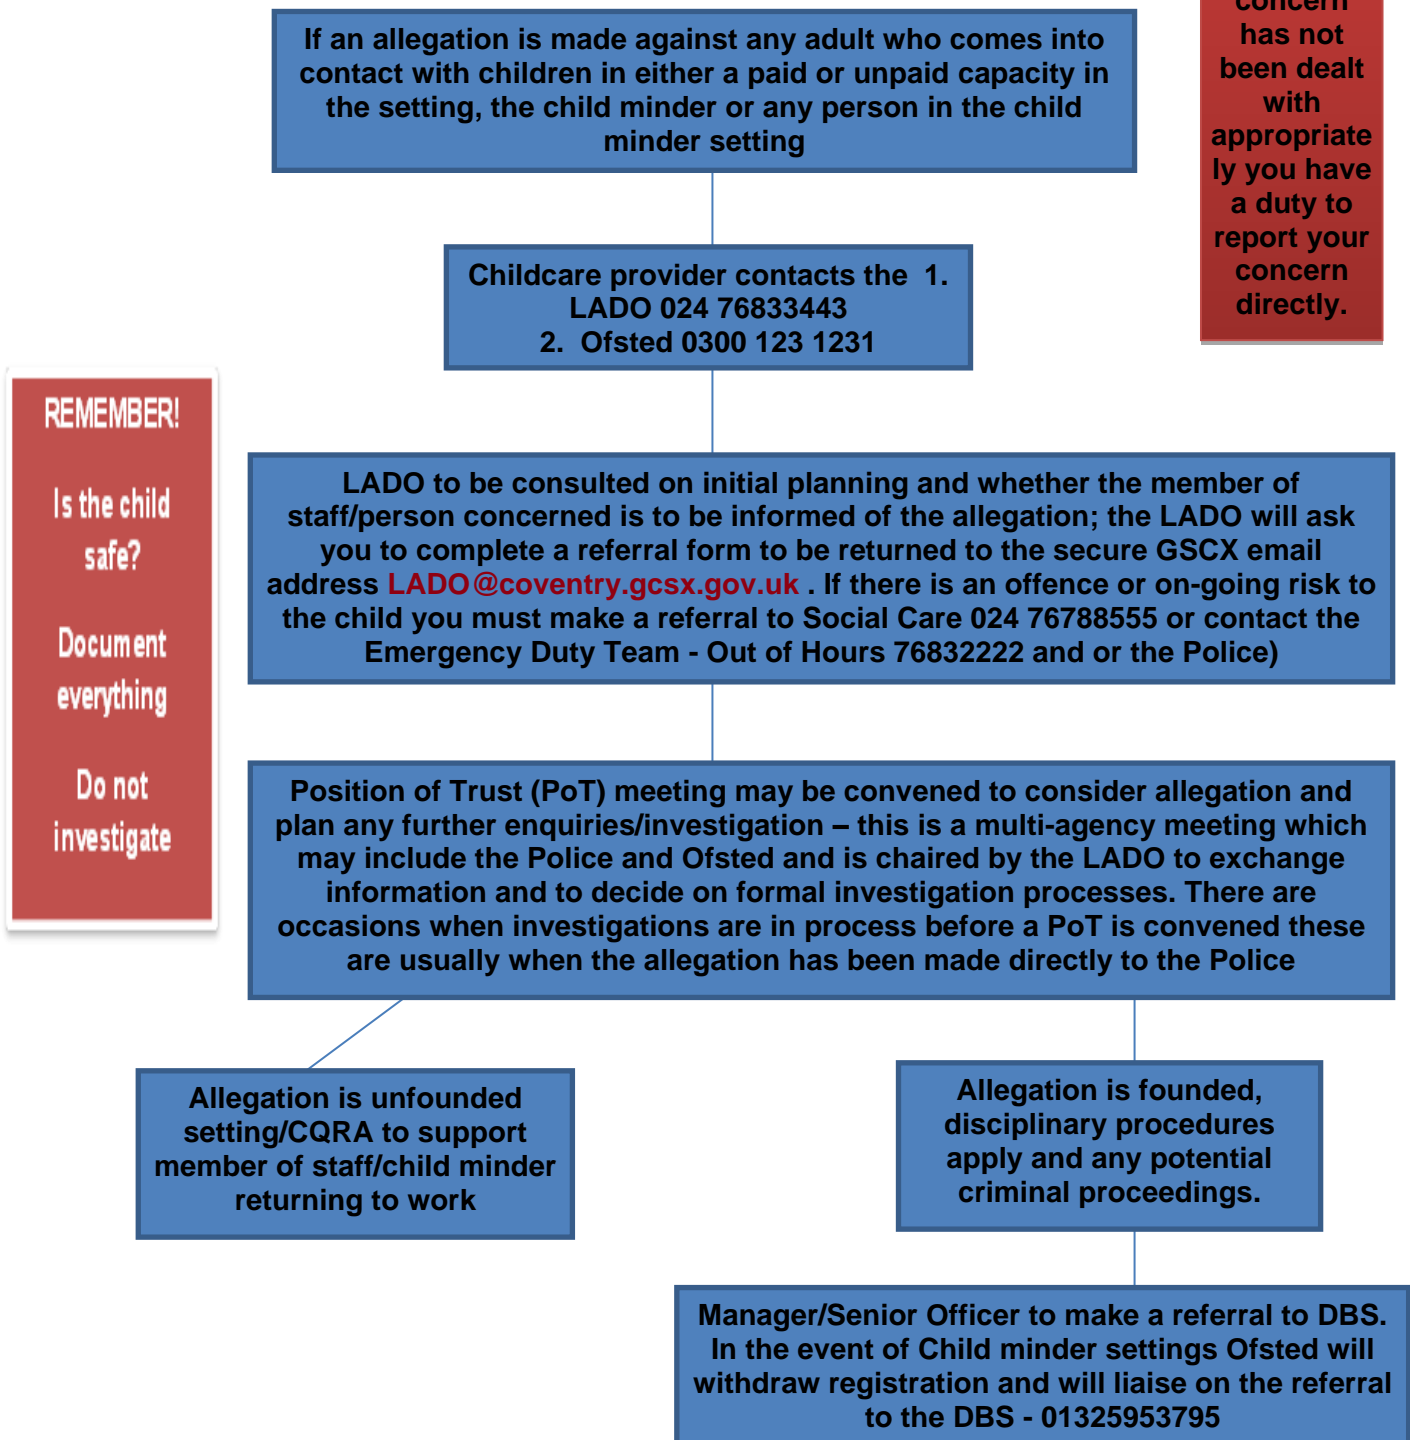 concern
has not
been dealt
with
appropriate
ly you have
a duty to
report your
concern
directly.
If an allegation is made against any adult who comes into
contact with children in either a paid or unpaid capacity in
the setting, the child minder or any person in the child
minder setting
Childcare provider contacts the 1.
LADO 024 76833443
2. Ofsted 0300 123 1231
REMEMBER!
Is the child
safe?
Document
everything
Do not
investigate
LADO to be consulted on initial planning and whether the member of
staff/person concerned is to be informed of the allegation; the LADO will ask
you to complete a referral form to be returned to the secure GSCX email
address LADO@coventry.gcsx.gov.uk . If there is an offence or on-going risk to
the child you must make a referral to Social Care 024 76788555 or contact the
Emergency Duty Team - Out of Hours 76832222 and or the Police)
Position of Trust (PoT) meeting may be convened to consider allegation and
plan any further enquiries/investigation – this is a multi-agency meeting which
may include the Police and Ofsted and is chaired by the LADO to exchange
information and to decide on formal investigation processes. There are
occasions when investigations are in process before a PoT is convened these
are usually when the allegation has been made directly to the Police
Allegation is unfounded
setting/CQRA to support
member of staff/child minder
returning to work
Allegation is founded,
disciplinary procedures
apply and any potential
criminal proceedings.
Manager/Senior Officer to make a referral to DBS.
In the event of Child minder settings Ofsted will
withdraw registration and will liaise on the referral
to the DBS - 01325953795